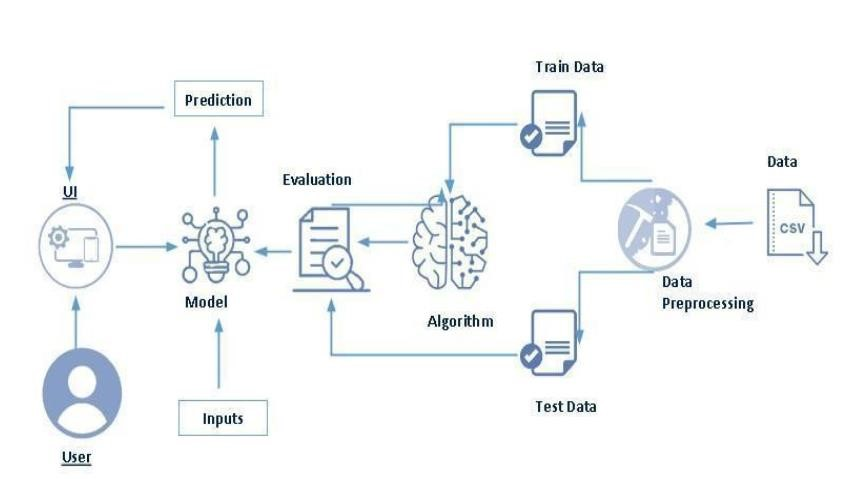 Train Data
Prediction
Data
Evaluation
UI
CSV
Model
Data
Preprocessing
Algorithm
Test Data
Inputs
User